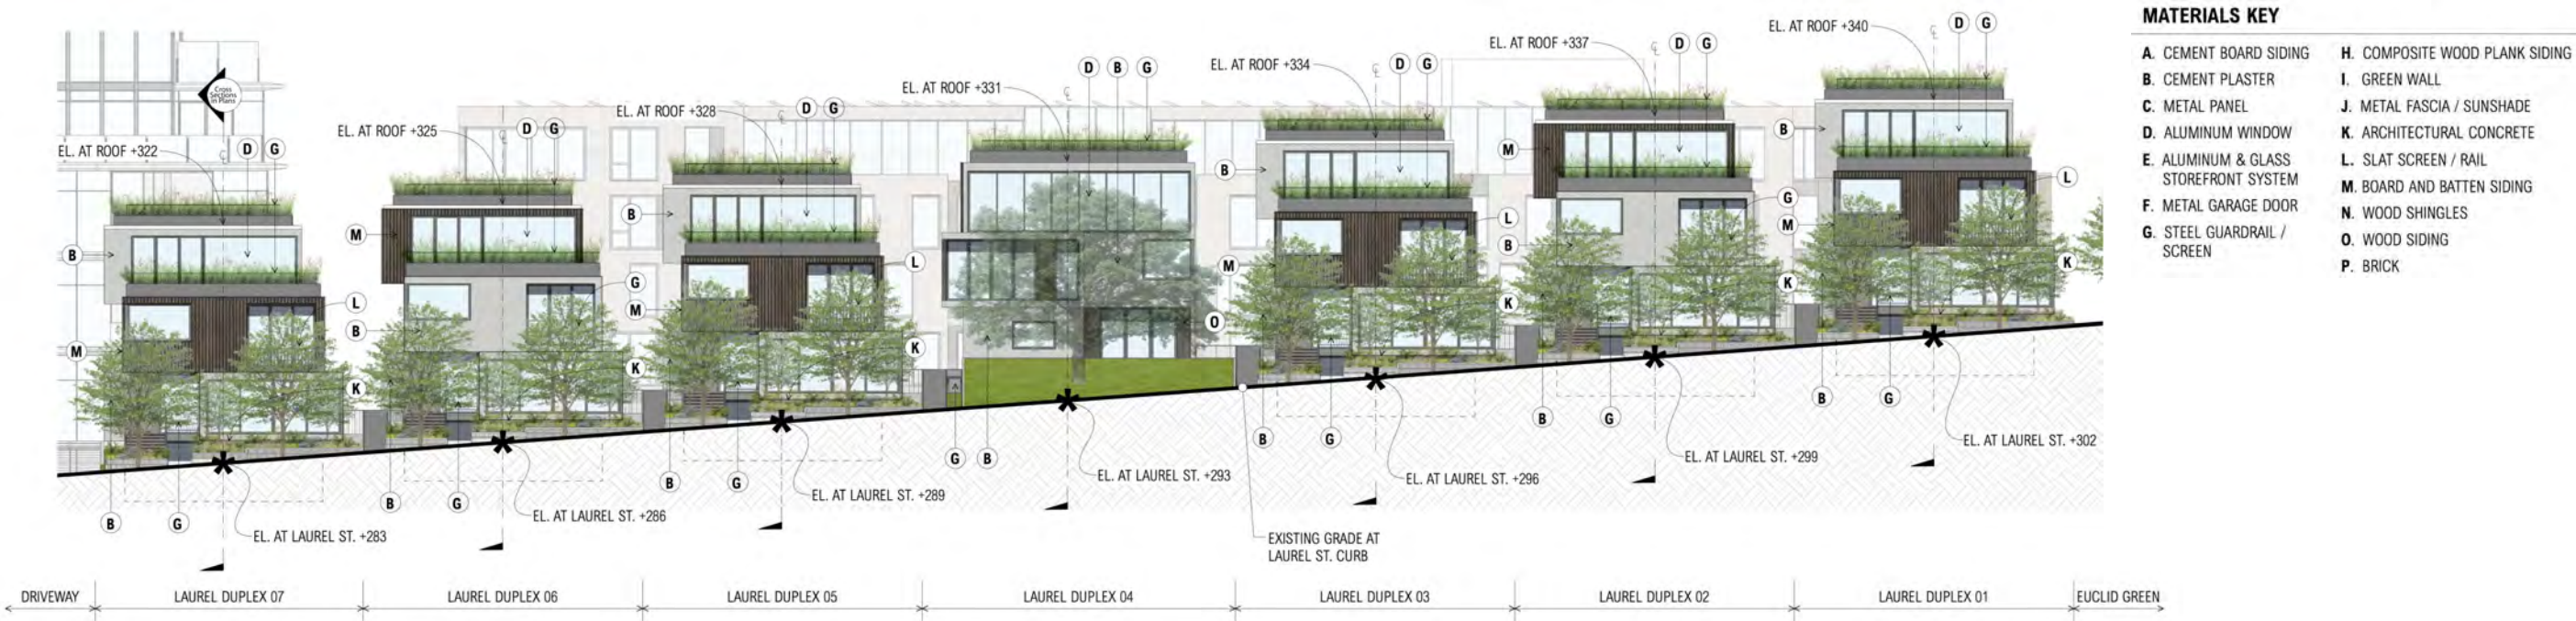 MATERIALS KEY
A. CEMENT BOARD SIDING
B. CEMENT PLASTER
C. METAL PANEL
D. ALUMINUM WINDOW
E. ALUMINUM & GLASS
STOREFRONT SYSTEM
F. METAL GARAGE DOOR
G. STEEL GUARDRAIL /
SCREEN
H. COMPOSITE WOOD PLANK SIDING
I. GREEN WALL
J. METAL FASCIA / SUNSHADE
K. ARCHITECTURAL CONCRETE
L. SLAT SCREEN / RAIL
M. BOARD AND BATTEN SIDING
N. WOOD SHINGLES
O. WOOD SIDING
P. BRICK
Cross
Sections
In Plans
EL. AT ROOF +322
D G
B
M
L
K
B G
EL. AT LAUREL ST. +283
EL. AT ROOF +325
D G
M
G
B
K
B G
EL. AT LAUREL ST. +286
EL. AT ROOF +328
D G
B
L
M
K
B G
EL. AT LAUREL ST. +289
EL. AT ROOF +331
D B G
O
G B
EL. AT LAUREL ST. +293
EL. AT ROOF +334
D G
B
L
M
K
B G
EL. AT LAUREL ST. +296
EXISTING GRADE AT
LAUREL ST. CURB
EL. AT ROOF +337
D G
M
G
B
K
B G
EL. AT LAUREL ST. +299
EL. AT ROOF +340
D G
B
L
M
K
B G
EL. AT LAUREL ST. +302
DRIVEWAY
LAUREL DUPLEX 07
LAUREL DUPLEX 06
LAUREL DUPLEX 05
LAUREL DUPLEX 04
LAUREL DUPLEX 03
LAUREL DUPLEX 02
LAUREL DUPLEX 01
EUCLID GREEN